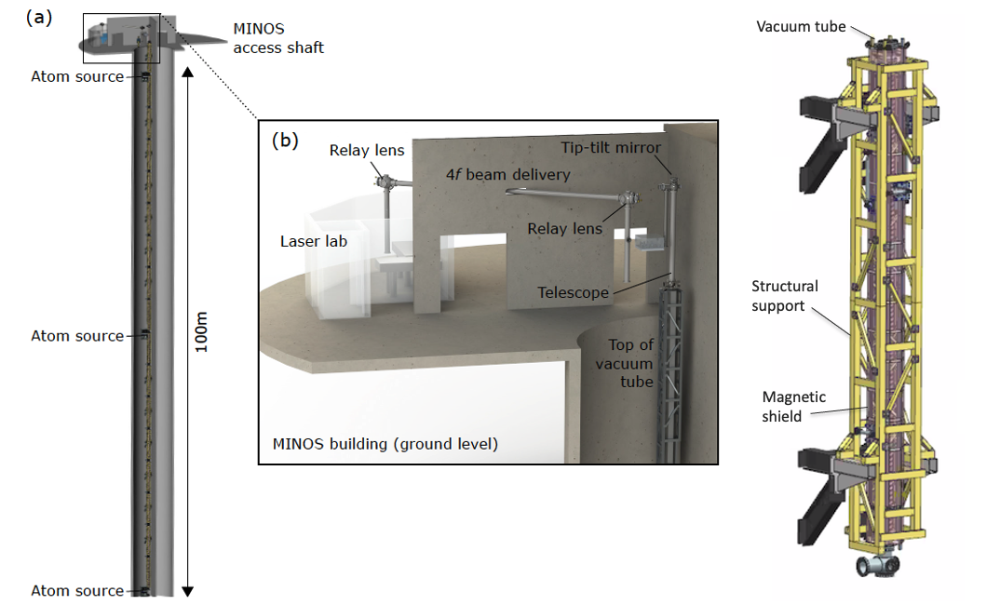 (a)
MINOS
access shaft
Atom source
100m
Atom source
Atom source
(b)
Relay lens
Tip-tilt mirror
4f beam delivery
Relay lens
Laser lab
Telescope
Top of
vacuum
tube
MINOS building (ground level)
Vacuum tube
Structural
support
Magnetic
shield